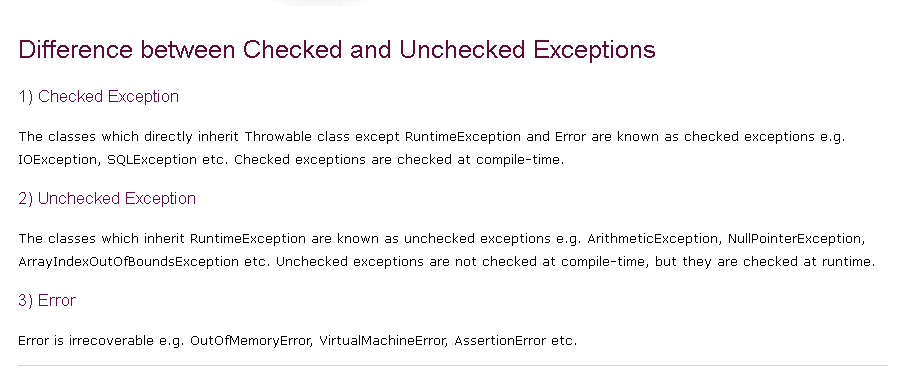 Difference between Checked and Unchecked Exceptions
1) Checked Exception
The classes which directly inherit Throwable class except RuntimeException and Error are known as checked exceptions e.g.
IOException, SQLException etc. Checked exceptions are checked at compile-time.
2) Unchecked Exception
The classes which inherit RuntimeException are known as unchecked exceptions e.g. ArithmeticException, NullPointerException,
ArrayIndexOutOfBoundsException etc. Unchecked exceptions are not checked at compile-time, but they are checked at runtime.
3) Error
Error is irrecoverable e.g. OutOfMemoryError, VirtualMachineError, AssertionError etc.